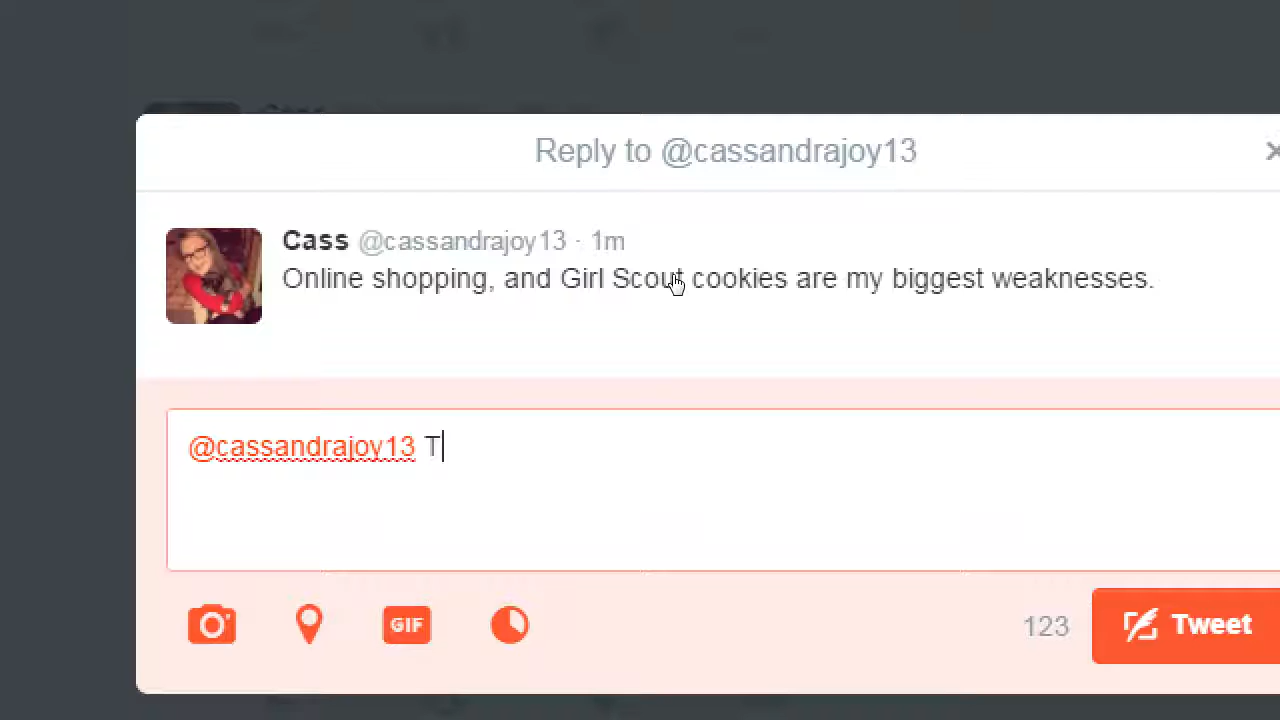 Reply to @cassandrajoy13
Cass @cassandrajoy13 · 1m
Online shopping, and Girl Scout cookies are my biggest weaknesses.
@cassandrajoy13 T
GIF
123 Tweet